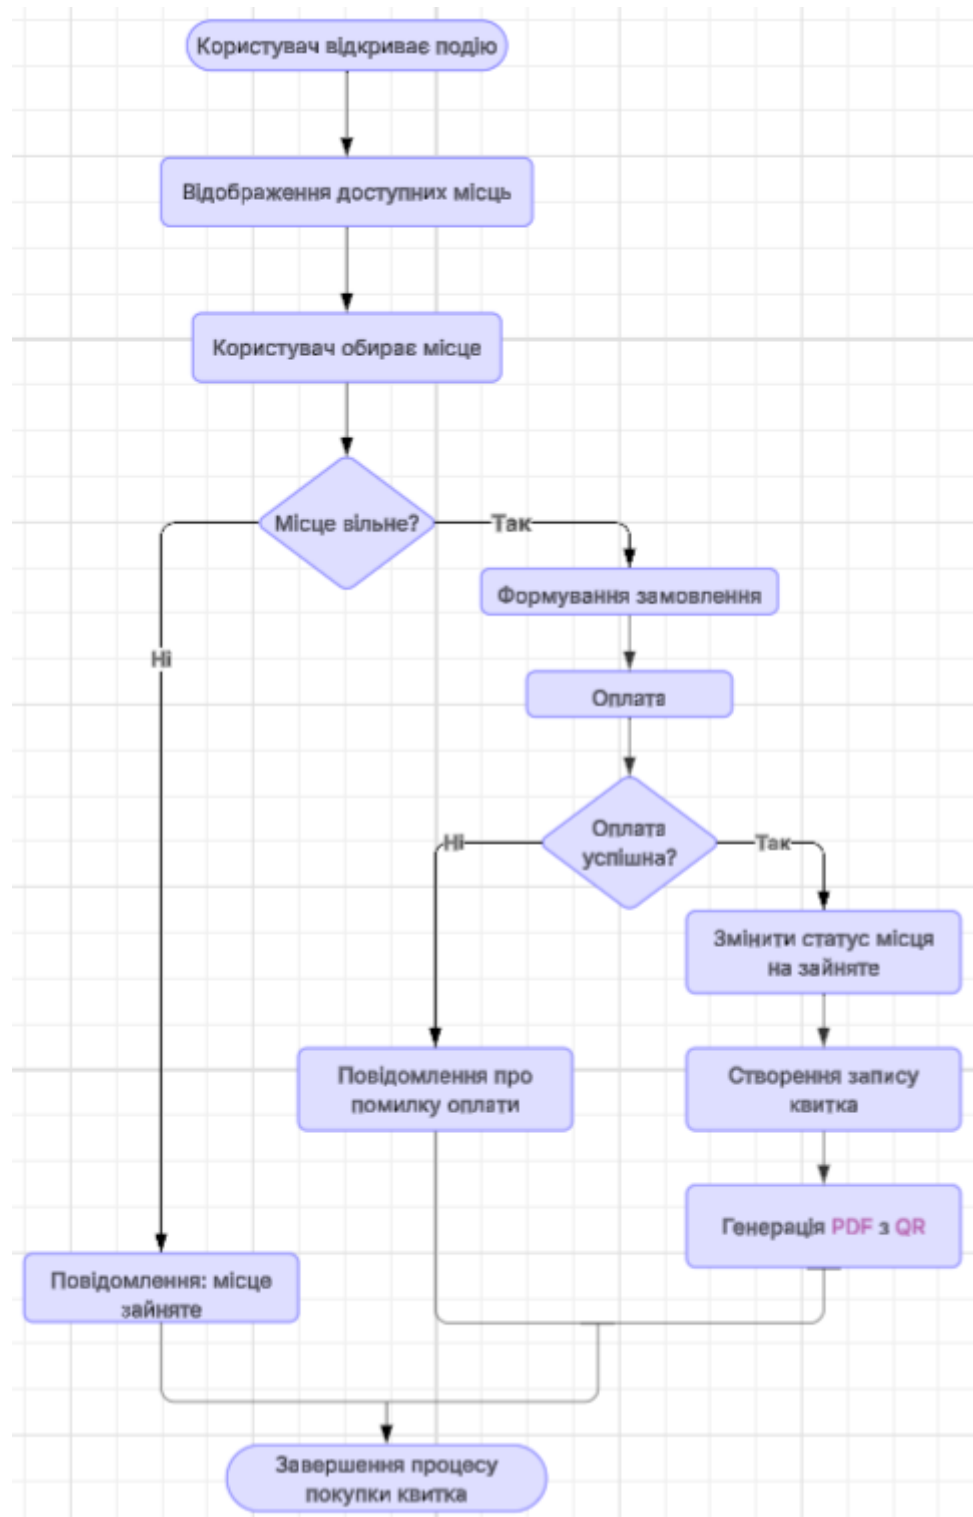 Користувач відкриває подію
Відображення доступних місць
Користувач обирає місце
Місце вільне?
Так
Формування замовлення
Ні
Оплата
Оплата
успішна?
Ні
Так
Змінити статус місця
на зайняте
Повідомлення про
помилку оплати
Створення запису
квитка
Генерація PDF з QR
Повідомлення: місце
зайняте
Завершення процесу
покупки квитка